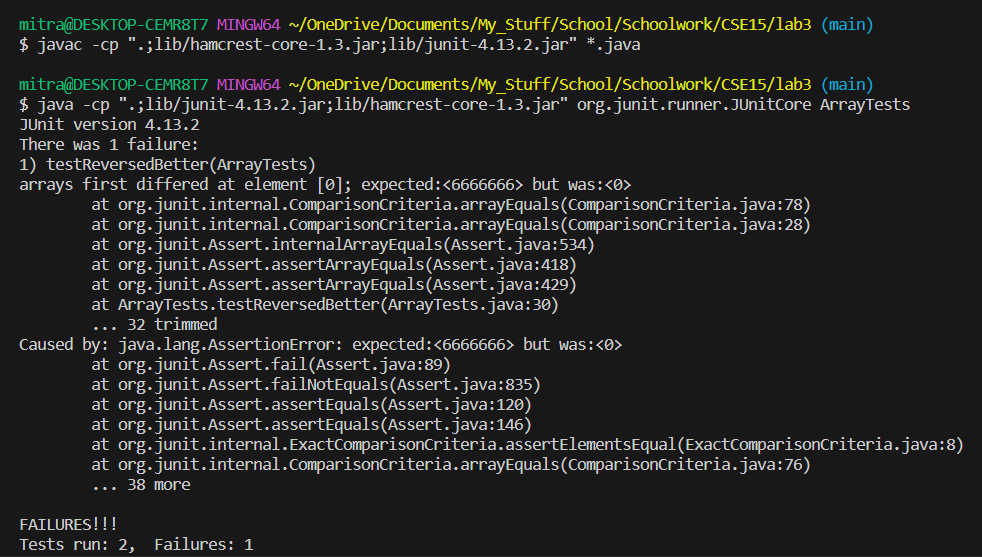 mitra@DESKTOP-CEMR8T7 MINGW64 ~/OneDrive/Documents/My_Stuff/School/Schoolwork/CSE15/lab3 (main)
$ javac -cp ".;lib/hamcrest-core-1.3.jar;lib/junit-4.13.2.jar" *.java

mitra@DESKTOP-CEMR8T7 MINGW64 ~/OneDrive/Documents/My_Stuff/School/Schoolwork/CSE15/lab3 (main)
$ java -cp ".;lib/junit-4.13.2.jar;lib/hamcrest-core-1.3.jar" org.junit.runner.JUnitCore ArrayTests
JUnit version 4.13.2
There was 1 failure:
1) testReversedBetter(ArrayTests)
arrays first differed at element [0]; expected:<6666666> but was:<0>
        at org.junit.internal.ComparisonCriteria.arrayEquals(ComparisonCriteria.java:78)
        at org.junit.internal.ComparisonCriteria.arrayEquals(ComparisonCriteria.java:28)
        at org.junit.Assert.internalArrayEquals(Assert.java:534)
        at org.junit.Assert.assertArrayEquals(Assert.java:418)
        at org.junit.Assert.assertArrayEquals(Assert.java:429)
        at ArrayTests.testReversedBetter(ArrayTests.java:30)
        ... 32 trimmed
Caused by: java.lang.AssertionError: expected:<6666666> but was:<0>
        at org.junit.Assert.fail(Assert.java:89)
        at org.junit.Assert.failNotEquals(Assert.java:835)
        at org.junit.Assert.assertEquals(Assert.java:120)
        at org.junit.Assert.assertEquals(Assert.java:146)
        at org.junit.internal.ExactComparisonCriteria.assertElementsEqual(ExactComparisonCriteria.java:8)
        at org.junit.internal.ComparisonCriteria.arrayEquals(ComparisonCriteria.java:76)
        ... 38 more

FAILURES!!!
Tests run: 2,  Failures: 1